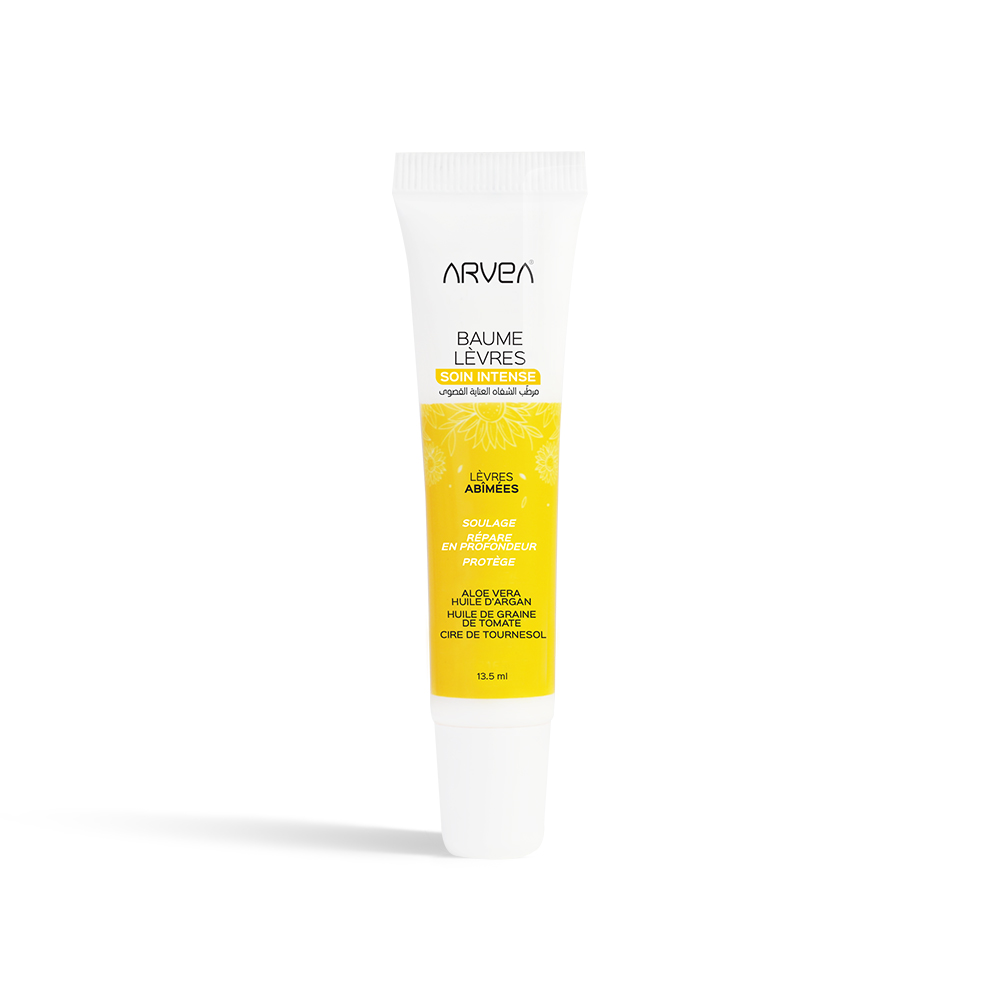 ARVEA®
BAUME
LÈVRES
SOIN INTENSE
مرطّب الشفاه العناية القصوى
LÈVRES
ABÎMÉES
SOULAGE
RÉPARE
EN PROFONDEUR
PROTÈGE
ALOE VERA
HUILE D'ARGAN
HUILE DE GRAINE
DE TOMATE
CIRE DE TOURNESOL
13.5 ml